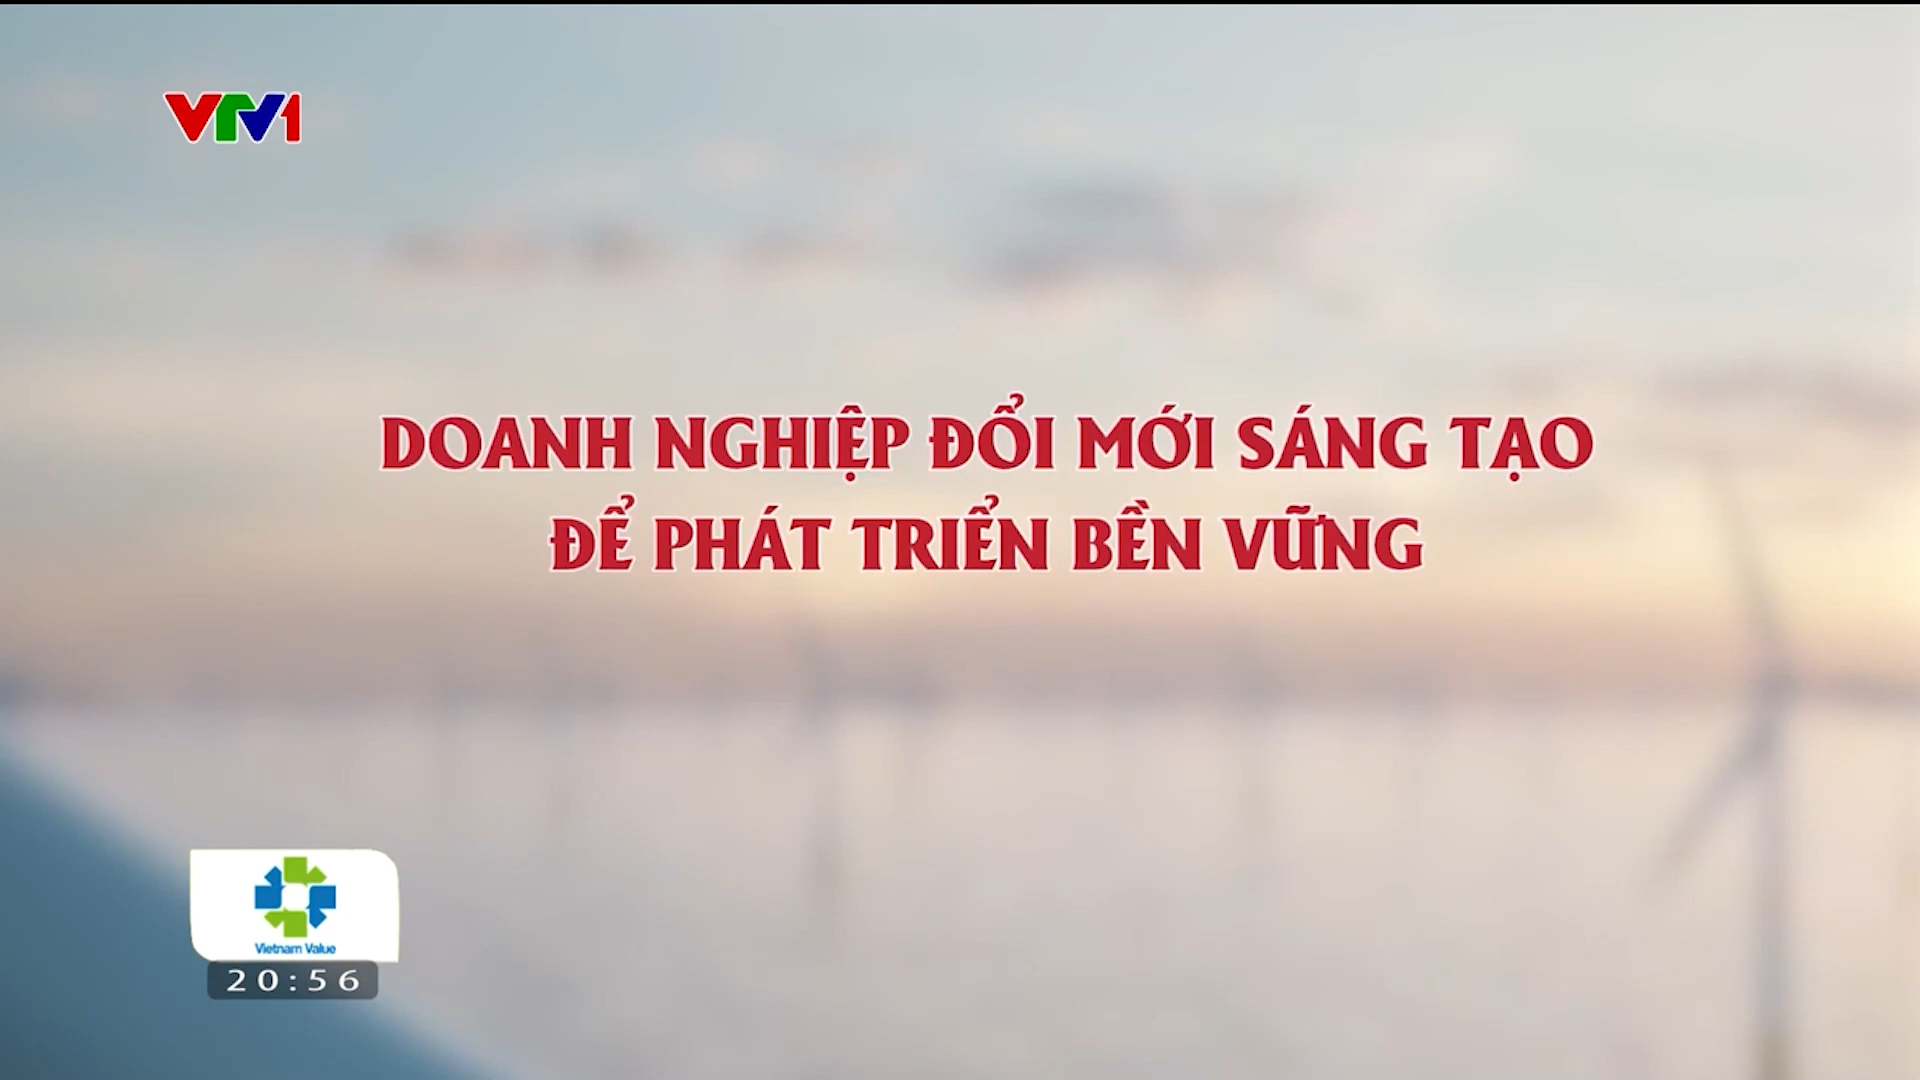 VTV1
DOANH NGHIỆP ĐỔI MỚI SÁNG TẠO
ĐỂ PHÁT TRIỂN BỀN VỮNG
Vietnam Value
20:56